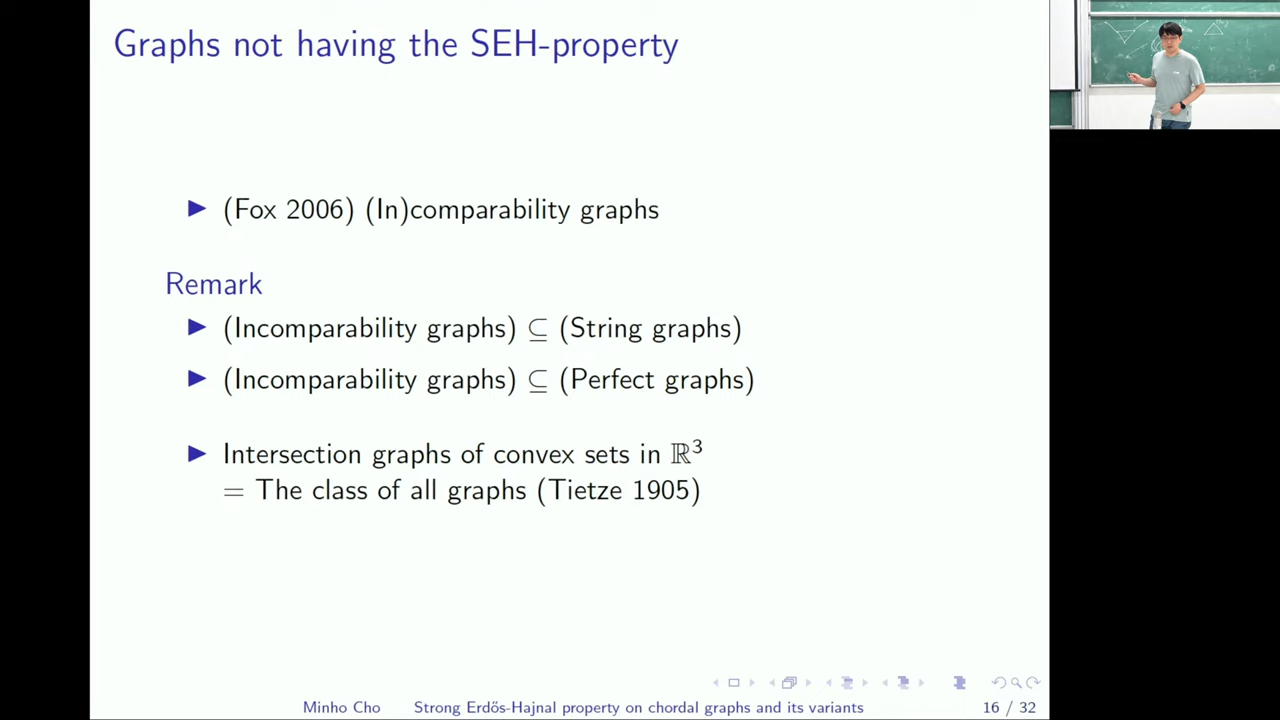 Graphs not having the SEH-property
▶ (Fox 2006) (In)comparability graphs
Remark
▶ (Incomparability graphs) ⊆ (String graphs)
▶ (Incomparability graphs) ⊆ (Perfect graphs)
▶ Intersection graphs of convex sets in ℝ³
= The class of all graphs (Tietze 1905)
Minho Cho Strong Erdős-Hajnal property on chordal graphs and its variants 16 / 32